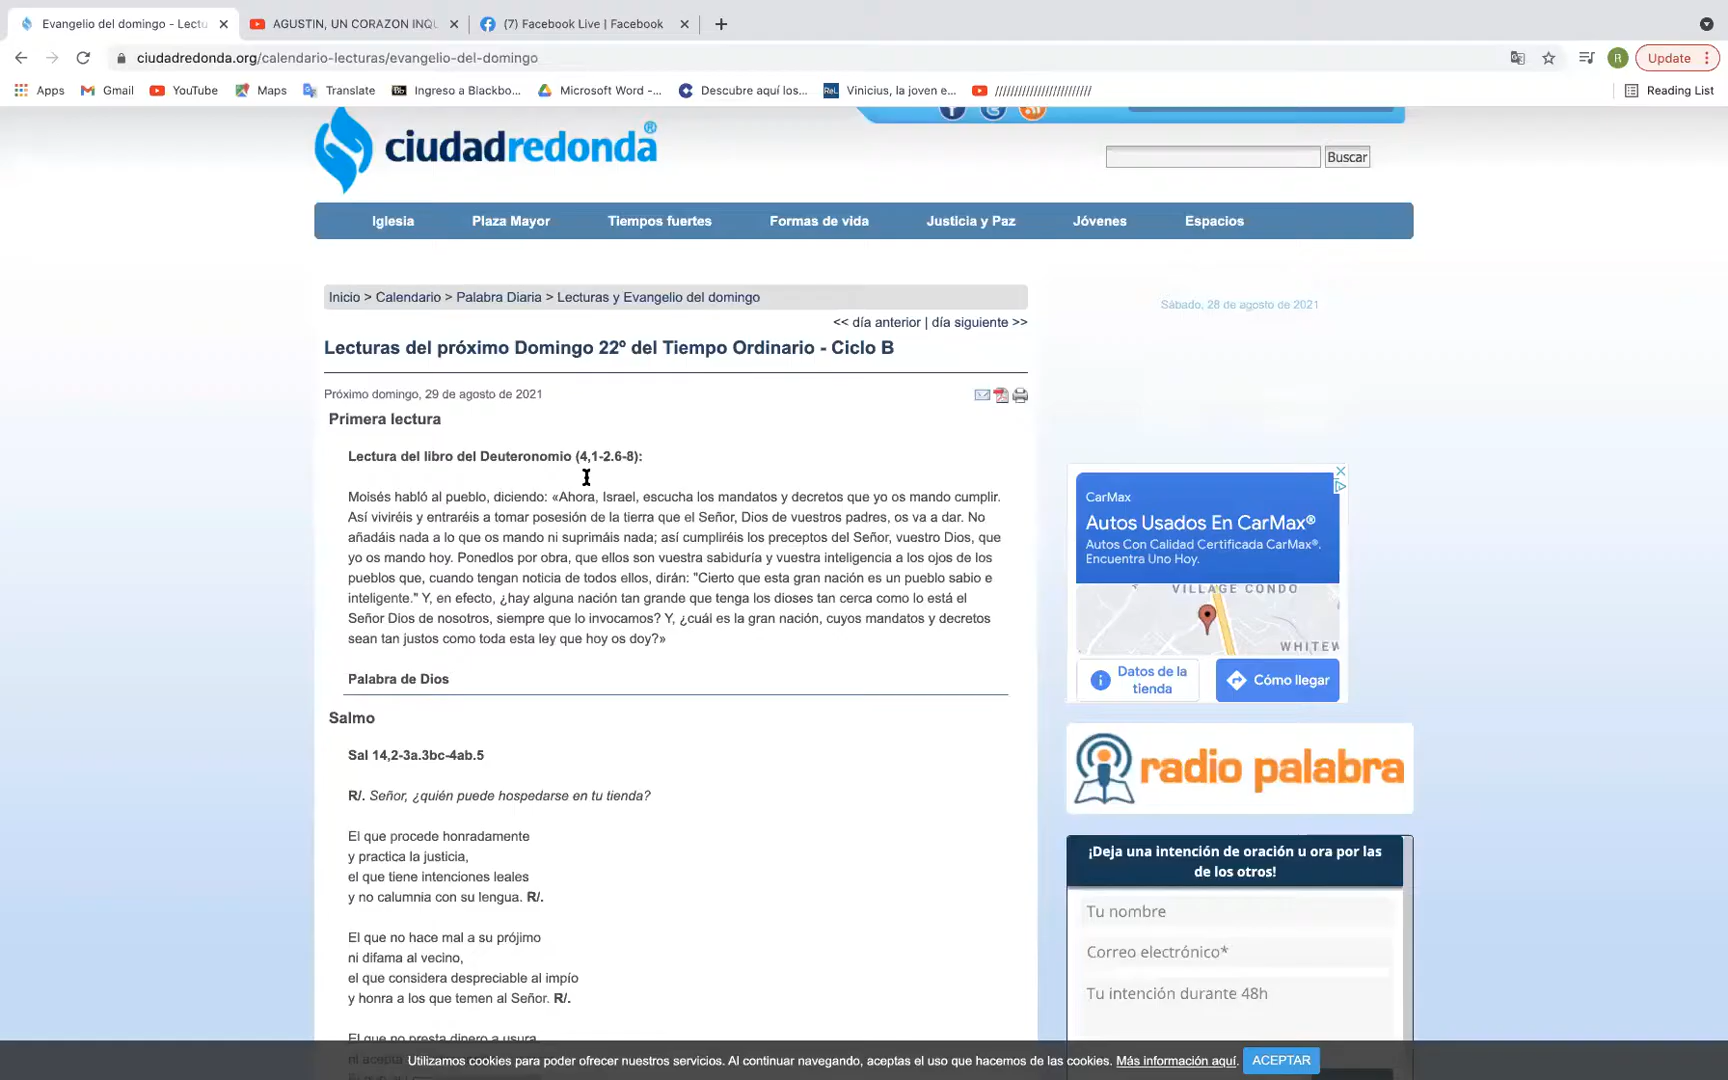 Evangelio del domingo - Lectu
AGUSTIN, UN CORAZON INQU
(7) Facebook Live | Facebook
ciudadredonda.org/calendario-lecturas/evangelio-del-domingo
R
Update
Apps
Gmail
YouTube
Maps
Translate
Ingreso a Blackbo...
Microsoft Word -...
Descubre aquí los...
Vinicius, la joven e...
/////////////////////////
Reading List
ciudadredonda®
Buscar
Iglesia
Plaza Mayor
Tiempos fuertes
Formas de vida
Justicia y Paz
Jóvenes
Espacios
Inicio > Calendario > Palabra Diaria > Lecturas y Evangelio del domingo
Sábado, 28 de agosto de 2021
<< día anterior | día siguiente >>
Lecturas del próximo Domingo 22º del Tiempo Ordinario - Ciclo B
Próximo domingo, 29 de agosto de 2021
Primera lectura
Lectura del libro del Deuteronomio (4,1-2.6-8):
Moisés habló al pueblo, diciendo: «Ahora, Israel, escucha los mandatos y decretos que yo os mando cumplir.
Así viviréis y entraréis a tomar posesión de la tierra que el Señor, Dios de vuestros padres, os va a dar. No
añadáis nada a lo que os mando ni suprimáis nada; así cumpliréis los preceptos del Señor, vuestro Dios, que
yo os mando hoy. Ponedlos por obra, que ellos son vuestra sabiduría y vuestra inteligencia a los ojos de los
pueblos que, cuando tengan noticia de todos ellos, dirán: "Cierto que esta gran nación es un pueblo sabio e
inteligente." Y, en efecto, ¿hay alguna nación tan grande que tenga los dioses tan cerca como lo está el
Señor Dios de nosotros, siempre que lo invocamos? Y, ¿cuál es la gran nación, cuyos mandatos y decretos
sean tan justos como toda esta ley que hoy os doy?»
Palabra de Dios
Salmo
Sal 14,2-3a.3bc-4ab.5
R/. Señor, ¿quién puede hospedarse en tu tienda?
El que procede honradamente
y practica la justicia,
el que tiene intenciones leales
y no calumnia con su lengua. R/.
El que no hace mal a su prójimo
ni difama al vecino,
el que considera despreciable al impío
y honra a los que temen al Señor. R/.
El que no presta dinero a usura
CarMax
Autos Usados En CarMax®
Autos Con Calidad Certificada CarMax®.
Encuentra Uno Hoy.
VILLAGE CONDO
WHITEW
Datos de la
tienda
Cómo llegar
radio palabra
¡Deja una intención de oración u ora por las
de los otros!
Tu nombre
Correo electrónico*
Tu intención durante 48h
Utilizamos cookies para poder ofrecer nuestros servicios. Al continuar navegando, aceptas el uso que hacemos de las cookies. Más información aquí.
ACEPTAR